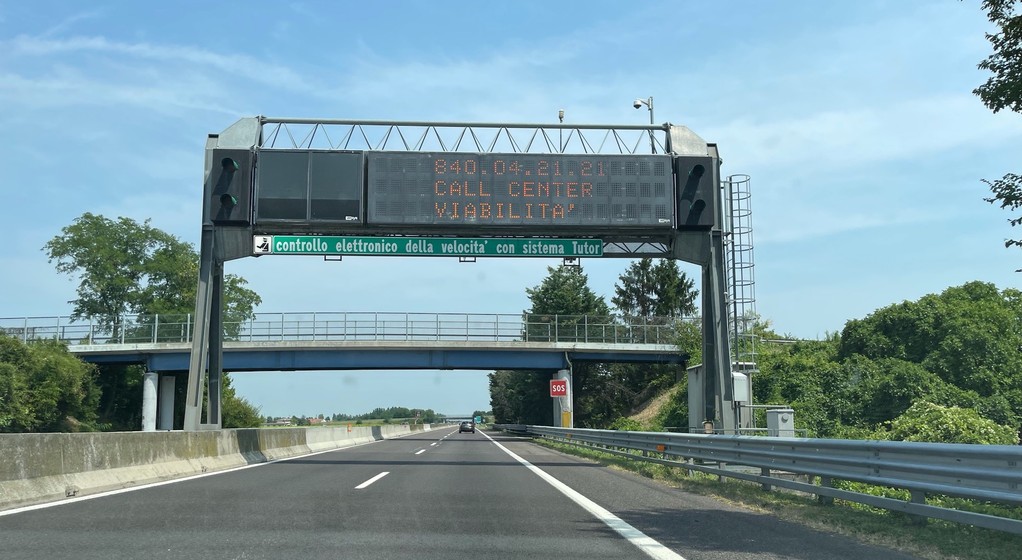 840.04.21.21
CALL CENTER
VIABILITA'
controllo elettronico della velocita' con sistema Tutor
SOS